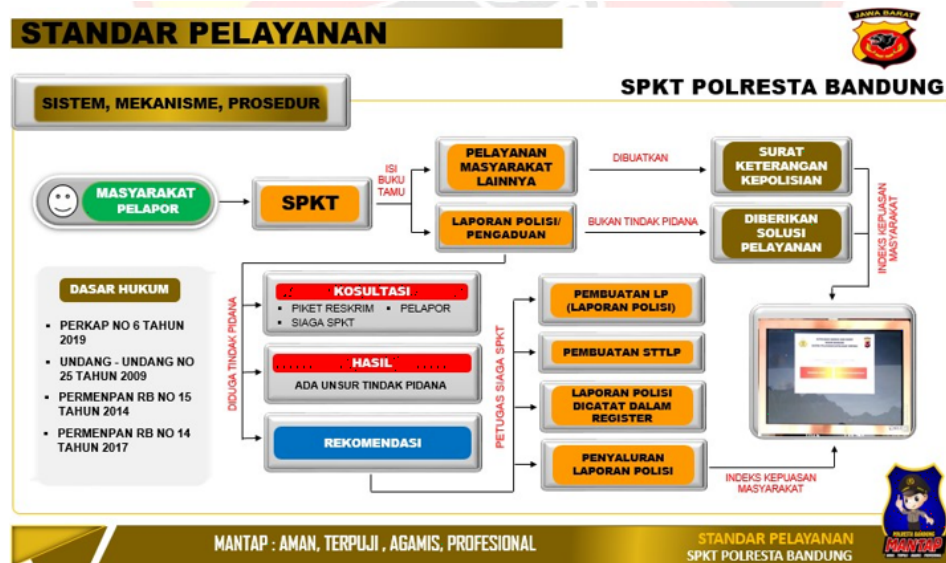 STANDAR PELAYANAN
JAWA BARAT
SPKT POLRESTA BANDUNG
SISTEM, MEKANISME, PROSEDUR
MASYARAKAT
PELAPOR
SPKT
ISI
BUKU
TAMU
PELAYANAN
MASYARAKAT
LAINNYA
DIBUATKAN
SURAT
KETERANGAN
KEPOLISIAN
LAPORAN POLISI/
PENGADUAN
BUKAN TINDAK PIDANA
DIBERIKAN
SOLUSI
PELAYANAN
INDEKS KEPUASAN
MASYARAKAT
DASAR HUKUM
▪ PERKAP NO 6 TAHUN
2019
▪ UNDANG - UNDANG NO
25 TAHUN 2009
▪ PERMENPAN RB NO 15
TAHUN 2014
▪ PERMENPAN RB NO 14
TAHUN 2017
DIDUGA TINDAK PIDANA
KOSULTASI
▪ PIKET RESKRIM ▪ PELAPOR
▪ SIAGA SPKT
HASIL
ADA UNSUR TINDAK PIDANA
REKOMENDASI
PETUGAS SIAGA SPKT
PEMBUATAN LP
(LAPORAN POLISI)
PEMBUATAN STTLP
LAPORAN POLISI
DICATAT DALAM
REGISTER
PENYALURAN
LAPORAN POLISI
INDEKS KEPUASAN
MASYARAKAT
MANTAP : AMAN, TERPUJI , AGAMIS, PROFESIONAL
STANDAR PELAYANAN
SPKT POLRESTA BANDUNG
POLRESTA BANDUNG
MANTAP